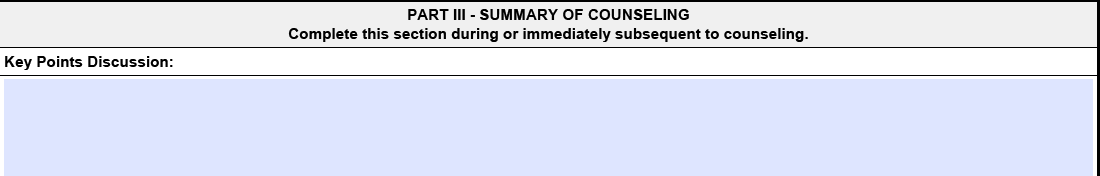 PART III - SUMMARY OF COUNSELING
Complete this section during or immediately subsequent to counseling.
Key Points Discussion: